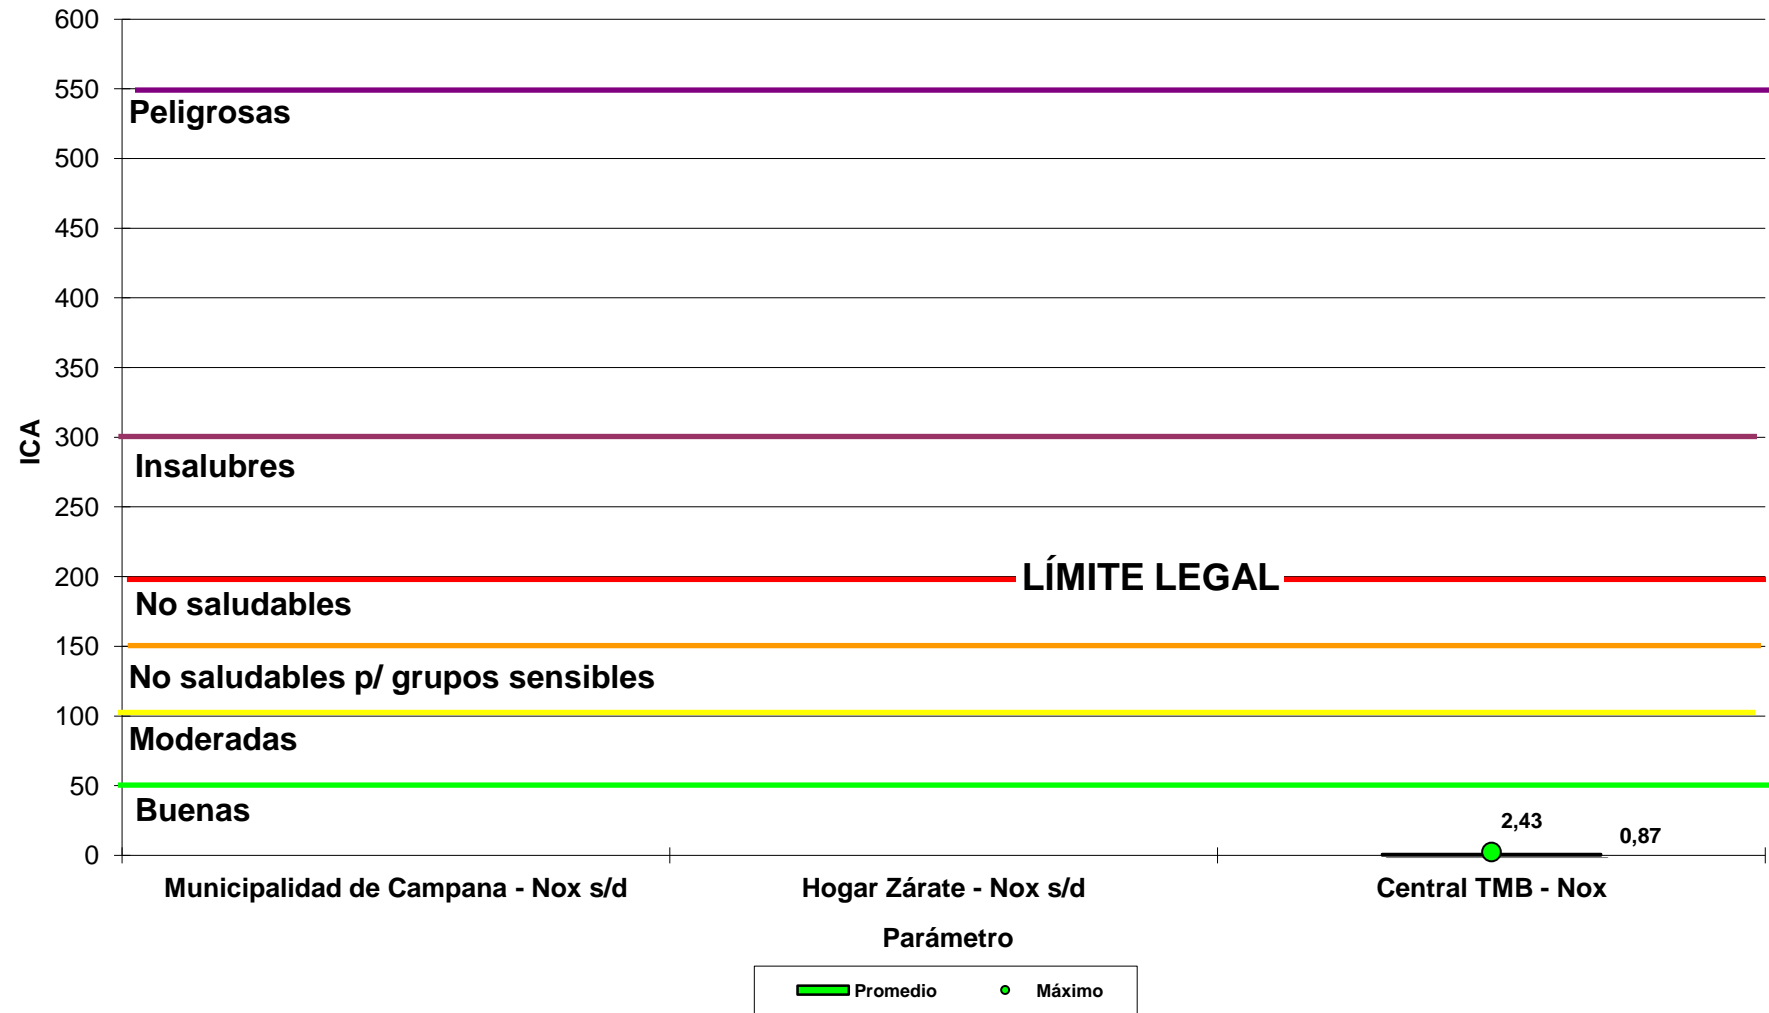 600
550
Peligrosas
500
450
400
350
ICA
300
Insalubres
250
200
LÍMITE LEGAL
No saludables
150
No saludables p/ grupos sensibles
100
Moderadas
50
Buenas
2,43
0,87
0
Municipalidad de Campana - Nox s/d
Hogar Zárate - Nox s/d
Central TMB - Nox
Parámetro
Promedio
Máximo